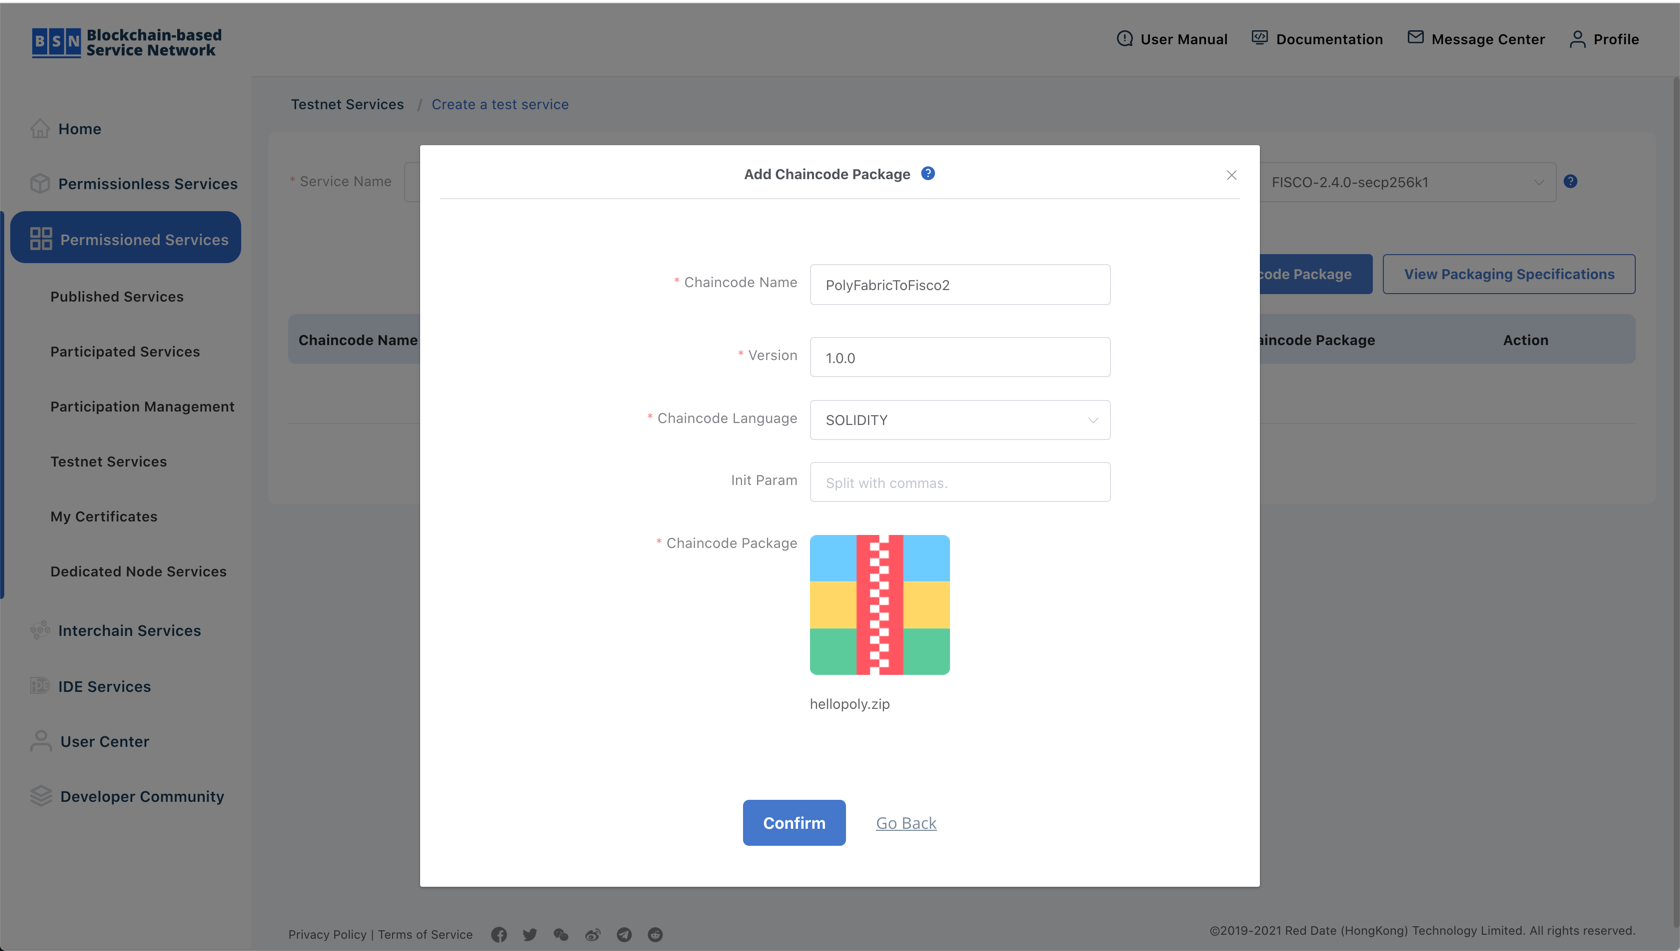 BSN Blockchain-based
Service Network
User Manual
Documentation
Message Center
Profile
Testnet Services / Create a test service
Home
Permissionless Services
Permissioned Services
Published Services
Participated Services
Participation Management
Testnet Services
My Certificates
Dedicated Node Services
Interchain Services
IDE Services
User Center
Developer Community
* Service Name
FISCO-2.4.0-secp256k1
?
code Package
View Packaging Specifications
Chaincode Name
aincode Package
Action
Add Chaincode Package ?
* Chaincode Name
PolyFabricToFisco2
* Version
1.0.0
* Chaincode Language
SOLIDITY
Init Param
Split with commas.
* Chaincode Package
hellopoly.zip
Confirm
Go Back
Privacy Policy | Terms of Service
©2019-2021 Red Date (HongKong) Technology Limited. All rights reserved.